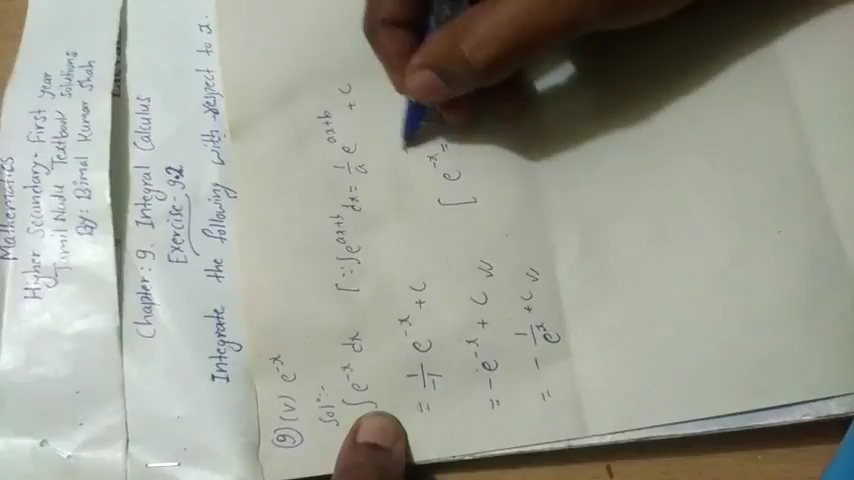 Mathematics
Higher Secondary - First Year
Tamil Nadu Textbook Solutions
By: Bimal Kumar Shah
Chapter: 9. Integral Calculus
Exercise - 9.2
Integrate the following with respect to x.
⑨ (v) e^{-x}
Solⁿ:-
∫ e^{-x} dx [∵ ∫ e^{ax+b} dx = 1/a e^{ax+b} + C
= 1/-1 e^{-x} + C
= - e^{-x} + C [ e^{-x} =
= - 1/e^x + C